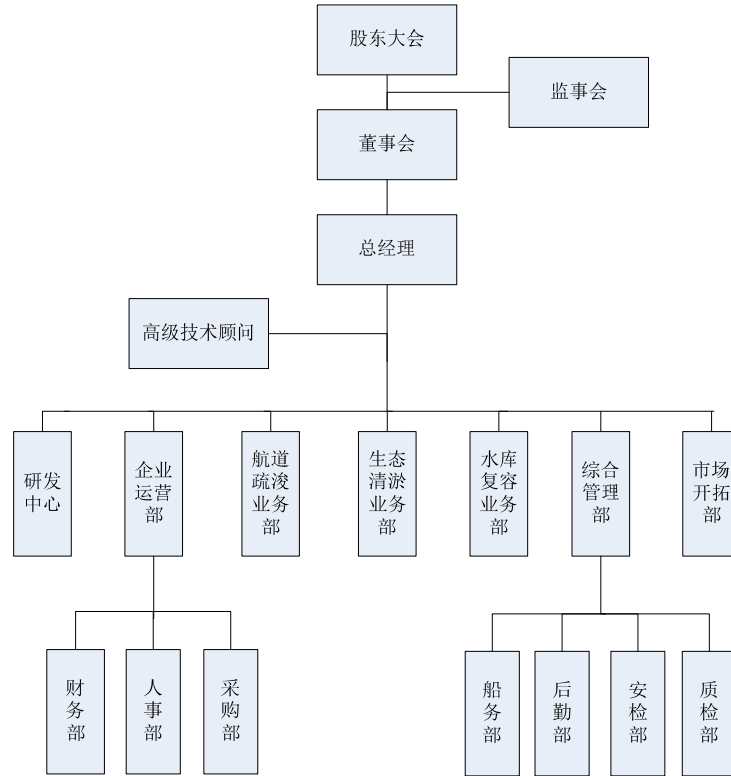 股东大会
监事会
董事会
总经理
高级技术顾问
研发
中心
企业
运营
部
航道
疏浚
业务
部
生态
清淤
业务
部
水库
复容
业务
部
综合
管理
部
市场
开拓
部
财
务
部
人
事
部
采
购
部
船
务
部
后
勤
部
安
检
部
质
检
部